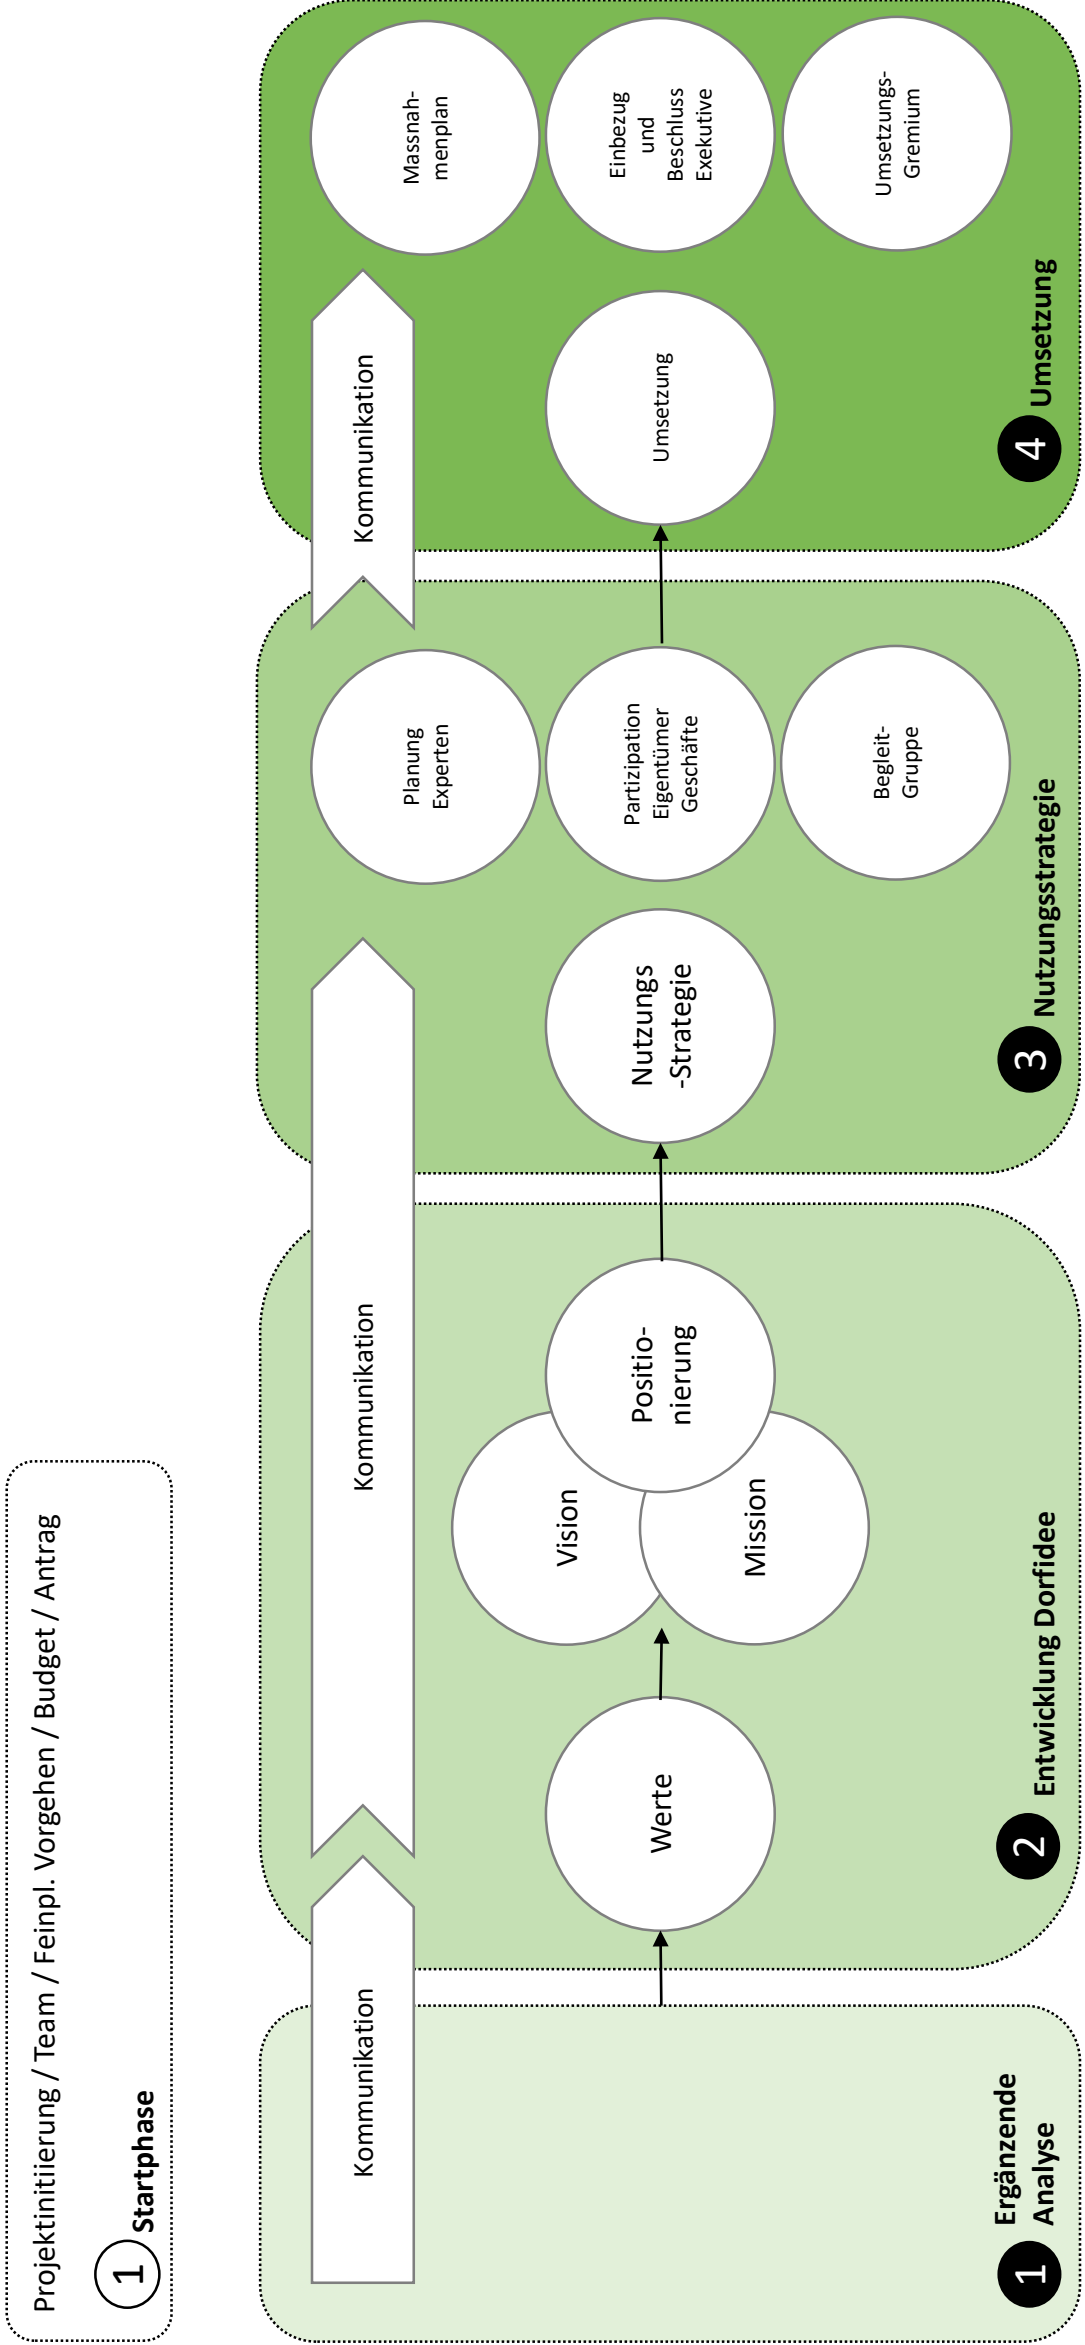 Projektinitiierung / Team / Feinpl. Vorgehen / Budget / Antrag
1
Startphase
Kommunikation
1
Ergänzende
Analyse
Kommunikation
Werte
Vision
Mission
Positio-
nierung
2
Entwicklung Dorfidee
Nutzungs
-Strategie
Planung
Experten
Partizipation
Eigentümer
Geschäfte
Begleit-
Gruppe
3
Nutzungsstrategie
Kommunikation
Umsetzung
Massnah-
menplan
Einbezug
und
Beschluss
Exekutive
Umsetzungs-
Gremium
4
Umsetzung